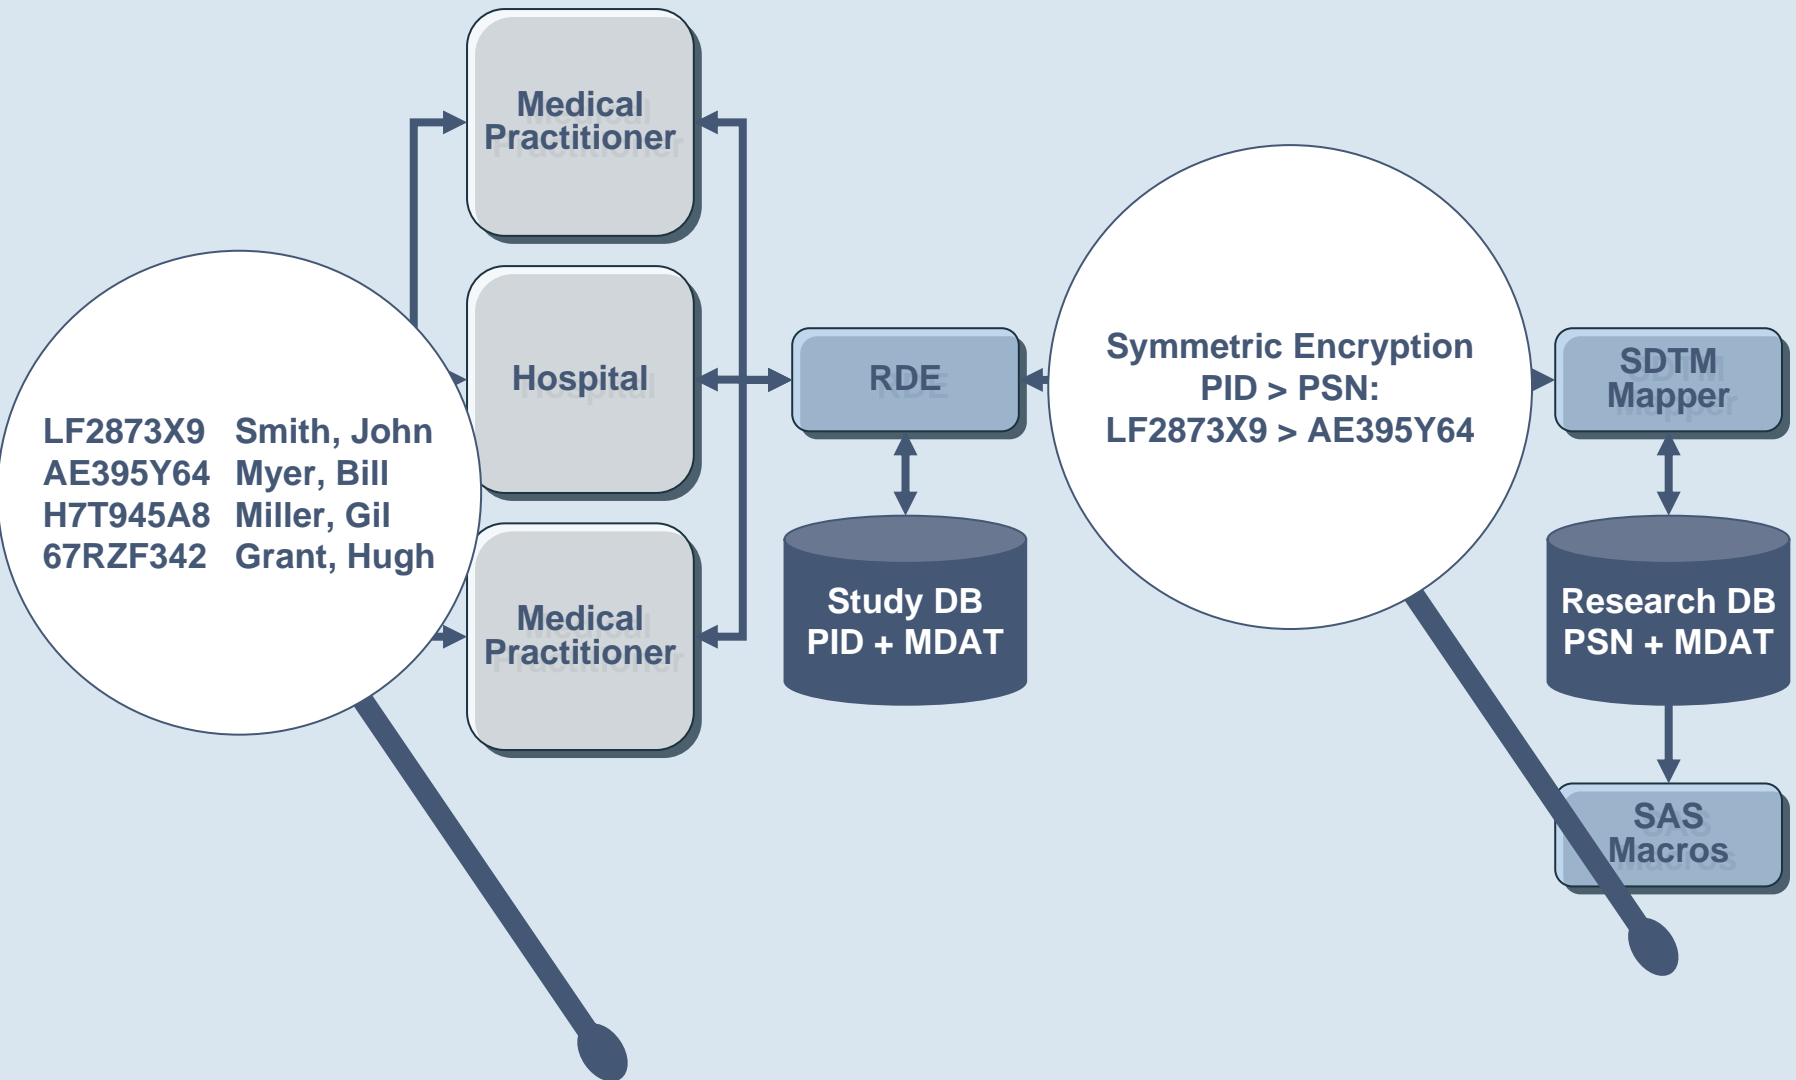 Medical
Practitioner
Hospital
Medical
Practitioner
LF2873X9 Smith, John
AE395Y64 Myer, Bill
H7T945A8 Miller, Gil
67RZF342 Grant, Hugh
RDE
Study DB
PID + MDAT
Symmetric Encryption
PID > PSN:
LF2873X9 > AE395Y64
SDTM
Mapper
Research DB
PSN + MDAT
SAS
Macros